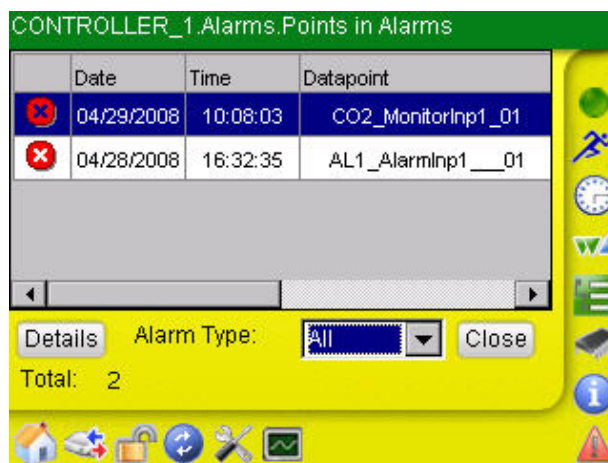 CONTROLLER_1.Alarms.Points in Alarms
Date Time Datapoint
04/29/2008 10:08:03 CO2_MonitorInp1_01
04/28/2008 16:32:35 AL1_AlarmInp1___01
Details Alarm Type: All Close
Total: 2